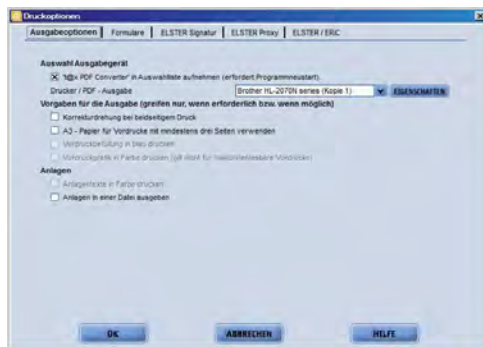 Druckoptionen
Ausgabeoptionen Formulare ELSTER Signatur ELSTER Proxy ELSTER / ERiC
Auswahl Ausgabegerät
't@x PDF Converter' in Auswahlliste aufnehmen (erfordert Programmneustart)
Drucker / PDF - Ausgabe Brother HL-2070N series (Kopie 1) EIGENSCHAFTEN
Vorgaben für die Ausgabe (greifen nur, wenn erforderlich bzw. wenn möglich)
Korrekturdrehung bei beidseitigem Druck
A3 - Papier für Vordrucke mit mindestens drei Seiten verwenden
Vordruckbefüllung in blau drucken
Vordruckgrafik in Farbe drucken (gilt nicht für maschinenlesbare Vordrucke)
Anlagen
Anlagentexte in Farbe drucken
Anlagen in einer Datei ausgeben
OK ABBRECHEN HILFE